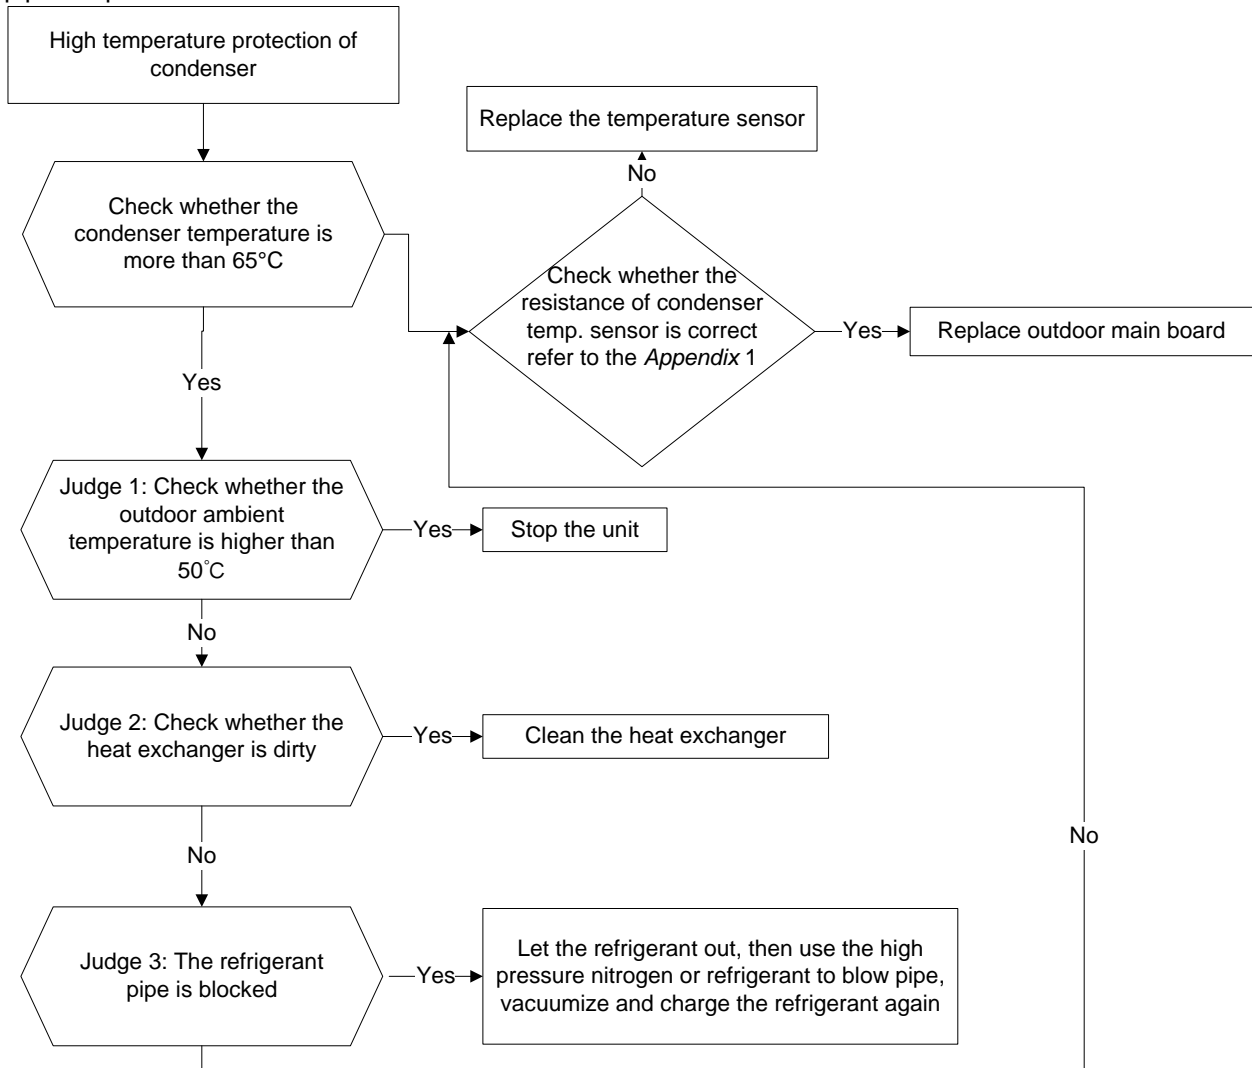 High temperature protection of
condenser
Replace the temperature sensor
No
Check whether the
condenser temperature is
more than 65°C
Check whether the
resistance of condenser
temp. sensor is correct
refer to the Appendix 1
Yes
Replace outdoor main board
Yes
Judge 1: Check whether the
outdoor ambient
temperature is higher than
50℃
Yes
Stop the unit
No
Judge 2: Check whether the
heat exchanger is dirty
Yes
Clean the heat exchanger
No
No
Judge 3: The refrigerant
pipe is blocked
Yes
Let the refrigerant out, then use the high
pressure nitrogen or refrigerant to blow pipe,
vacuumize and charge the refrigerant again